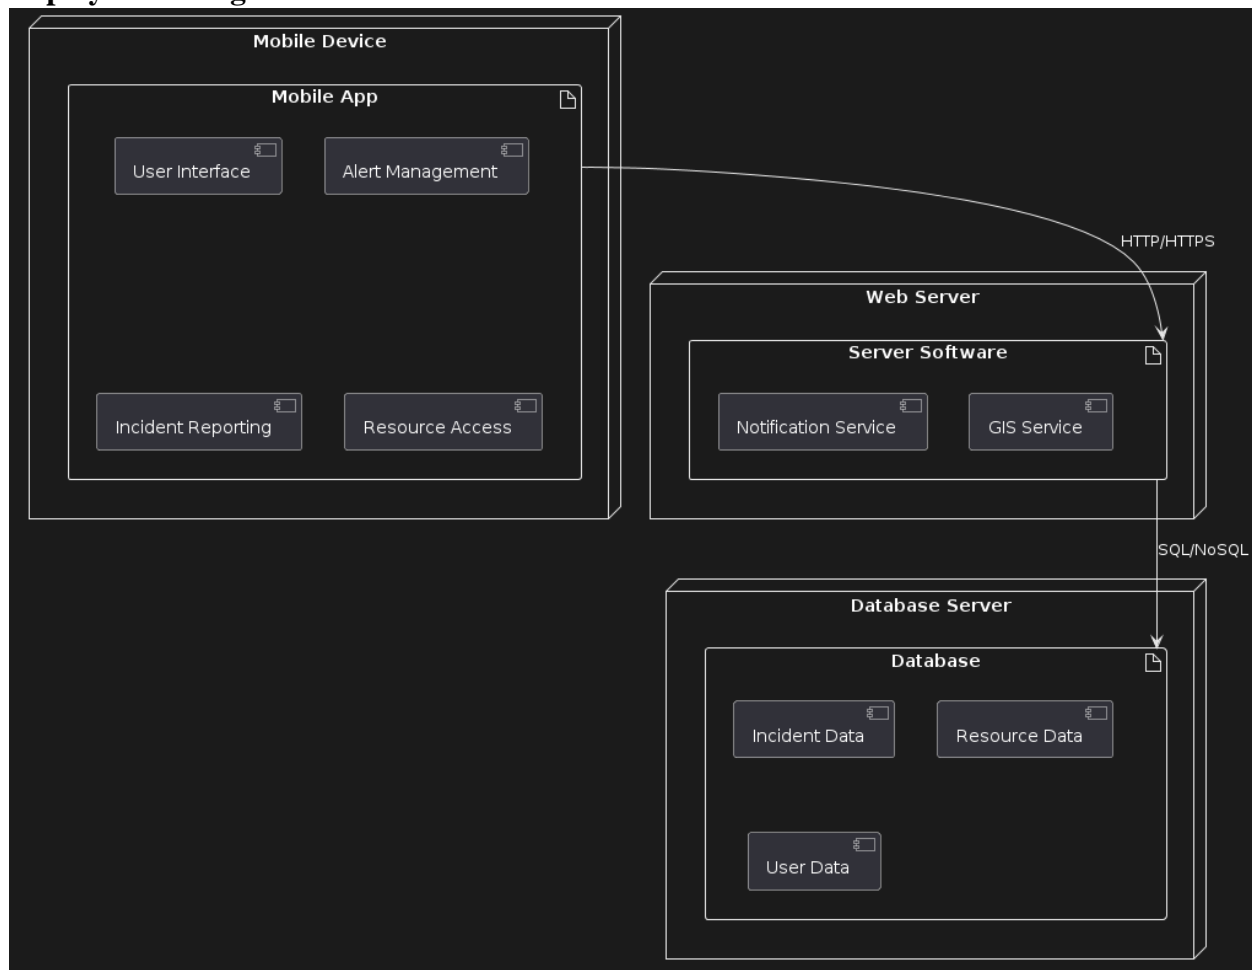 Mobile Device
Mobile App
User Interface
Alert Management
Incident Reporting
Resource Access
HTTP/HTTPS
Web Server
Server Software
Notification Service
GIS Service
SQL/NoSQL
Database Server
Database
Incident Data
Resource Data
User Data